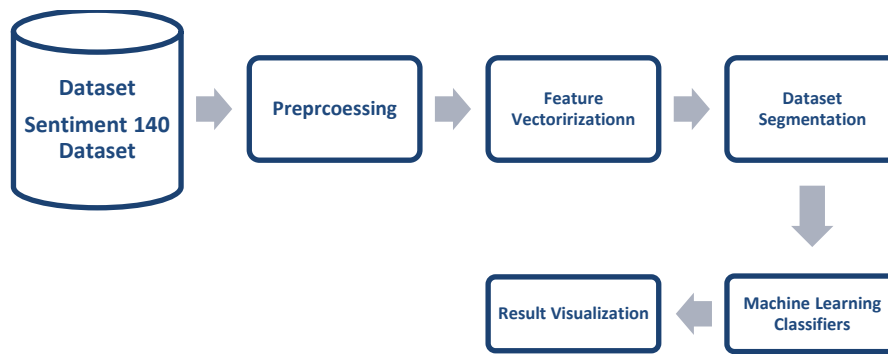 Dataset
Sentiment 140
Dataset
Preprcoessing
Feature
Vectoririzationn
Dataset
Segmentation
Machine Learning
Classifiers
Result Visualization